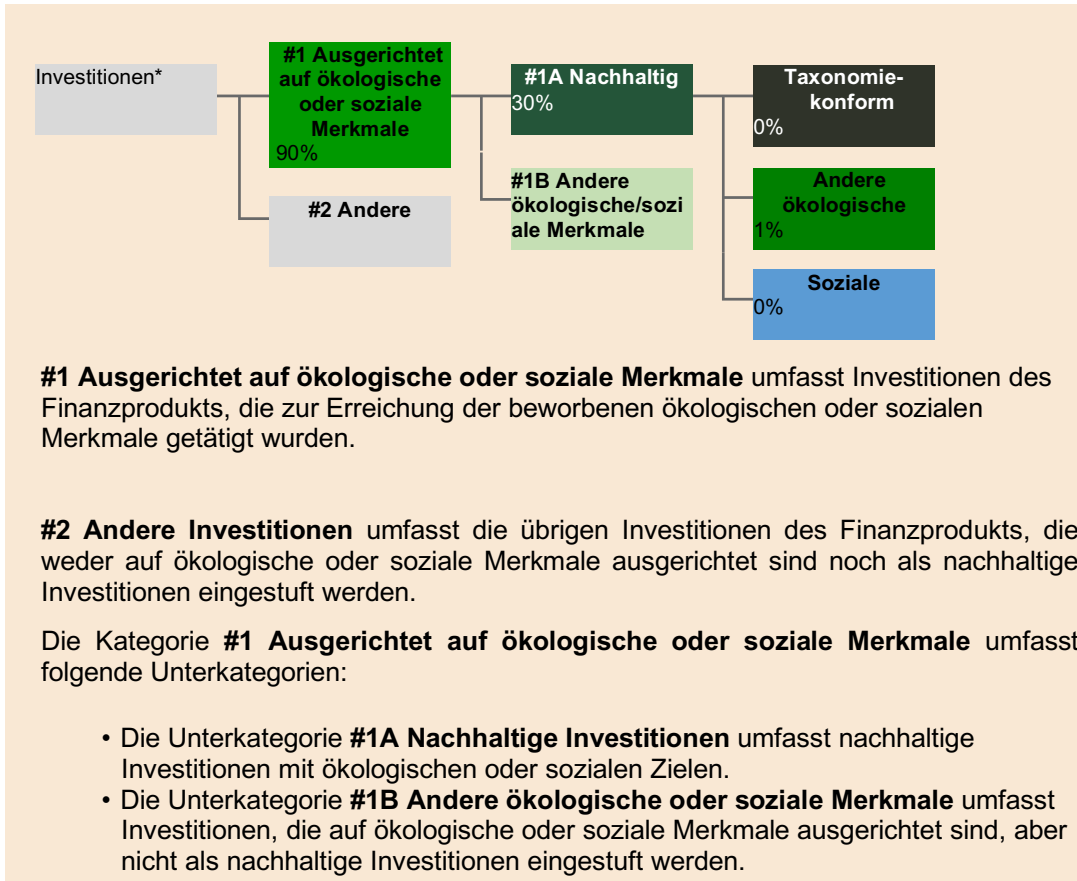 Investitionen*
#1 Ausgerichtet
auf ökologische
oder soziale
Merkmale
90%
#2 Andere
#1A Nachhaltig
30%
#1B Andere
ökologische/sozi
ale Merkmale
Taxonomie-
konform
0%
Andere
ökologische
1%
Soziale
0%
#1 Ausgerichtet auf ökologische oder soziale Merkmale umfasst Investitionen des
Finanzprodukts, die zur Erreichung der beworbenen ökologischen oder sozialen
Merkmale getätigt wurden.
#2 Andere Investitionen umfasst die übrigen Investitionen des Finanzprodukts, die
weder auf ökologische oder soziale Merkmale ausgerichtet sind noch als nachhaltige
Investitionen eingestuft werden.
Die Kategorie #1 Ausgerichtet auf ökologische oder soziale Merkmale umfasst
folgende Unterkategorien:
• Die Unterkategorie #1A Nachhaltige Investitionen umfasst nachhaltige
Investitionen mit ökologischen oder sozialen Zielen.
• Die Unterkategorie #1B Andere ökologische oder soziale Merkmale umfasst
Investitionen, die auf ökologische oder soziale Merkmale ausgerichtet sind, aber
nicht als nachhaltige Investitionen eingestuft werden.